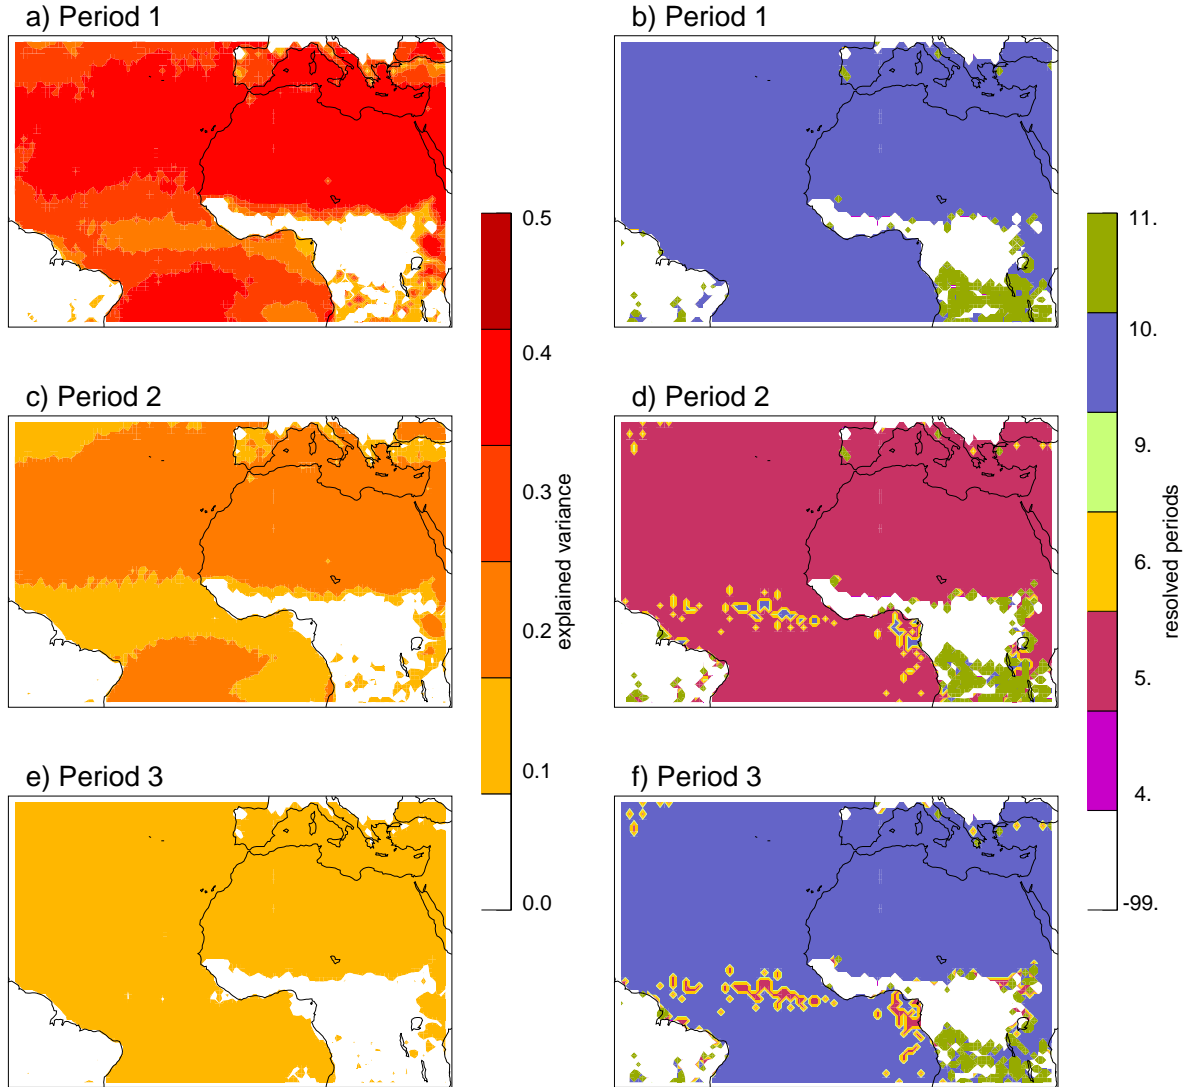 a) Period 1
b) Period 1
0.5
0.4
0.3
0.2
0.1
0.0
explained variance
11.
10.
9.
6.
5.
4.
-99.
resolved periods
c) Period 2
d) Period 2
e) Period 3
f) Period 3